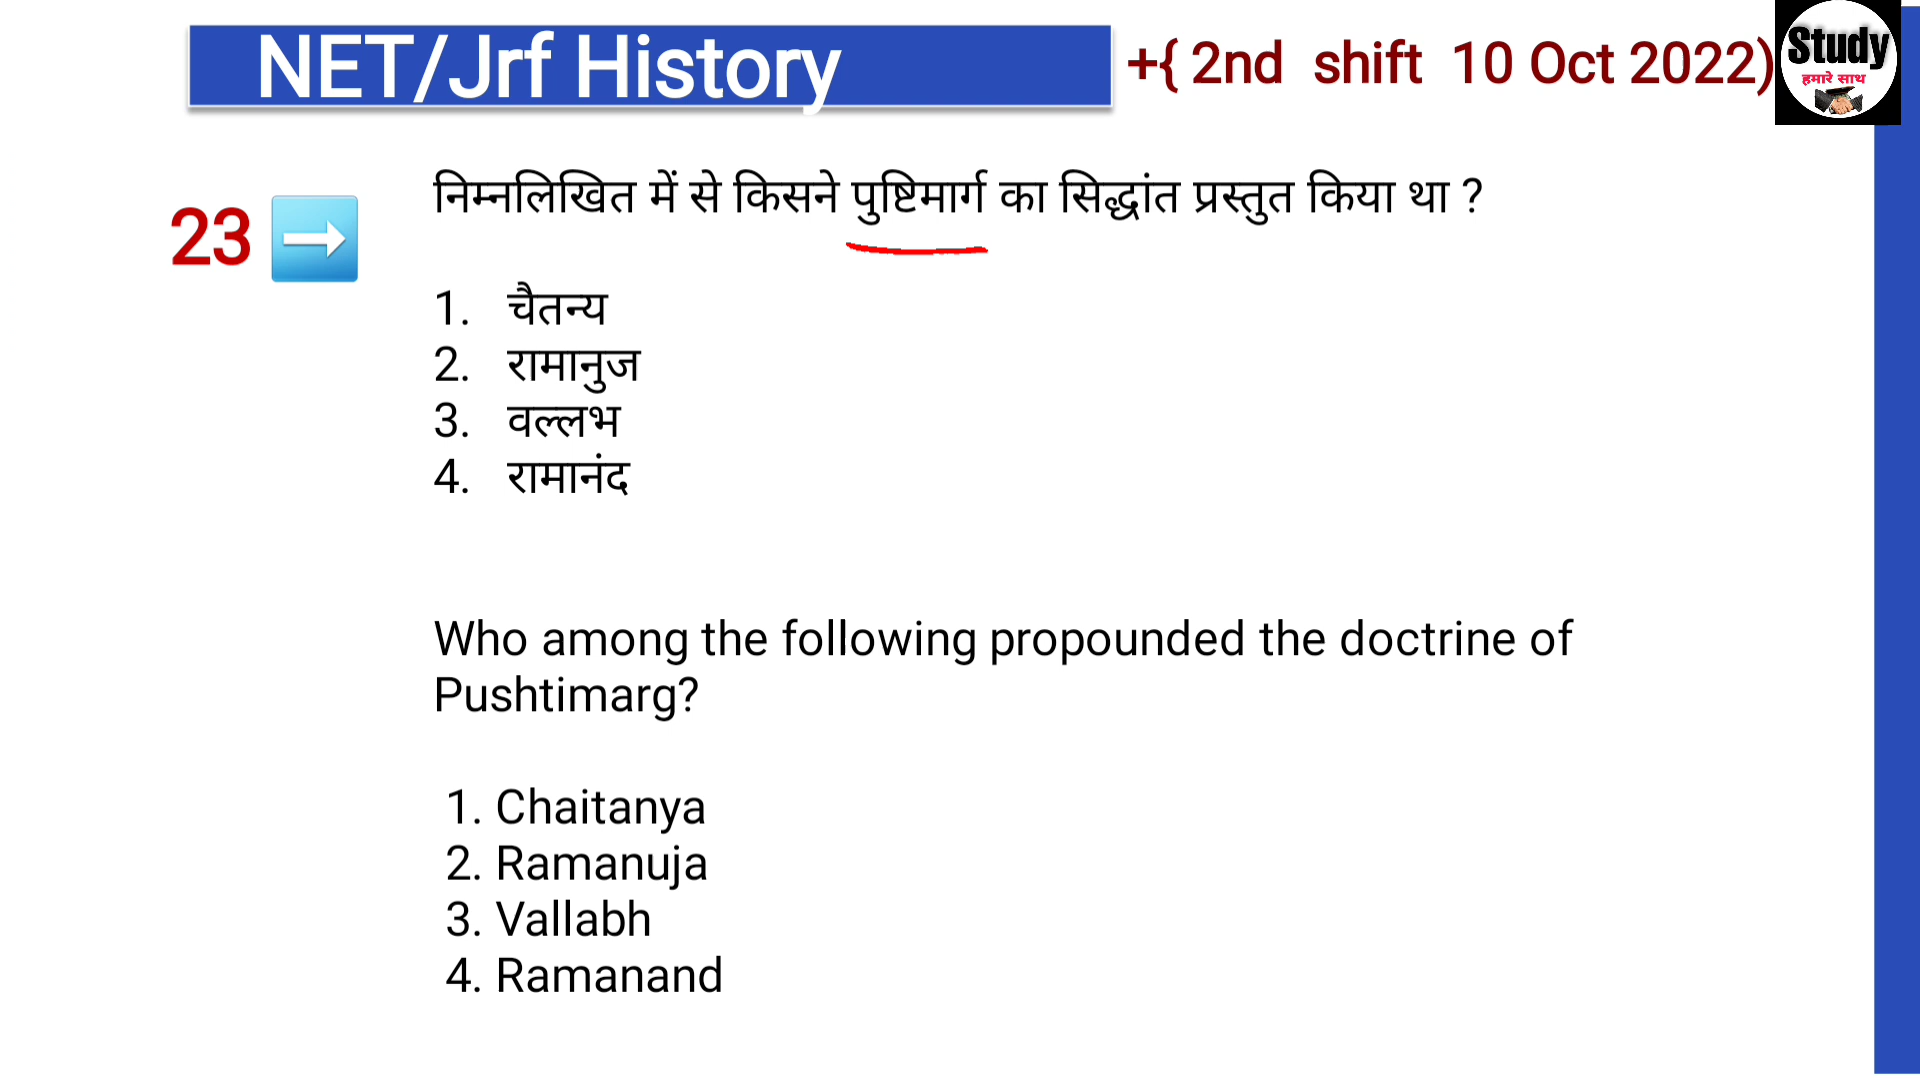 NET/Jrf History
+{ 2nd shift 10 Oct 2022)
Study
हमारे साथ
23
निम्नलिखित में से किसने पुष्टिमार्ग का सिद्धांत प्रस्तुत किया था ?
1. चैतन्य
2. रामानुज
3. वल्लभ
4. रामानंद
Who among the following propounded the doctrine of
Pushtimarg?
1. Chaitanya
2. Ramanuja
3. Vallabh
4. Ramanand